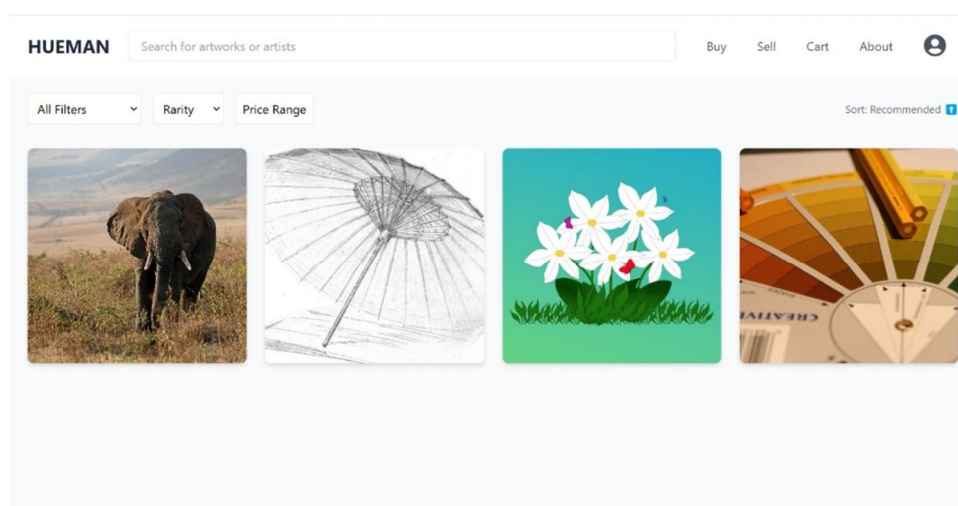 HUEMAN Search for artworks or artists Buy Sell Cart About
All Filters Rarity Price Range Sort: Recommended
CREATIVE